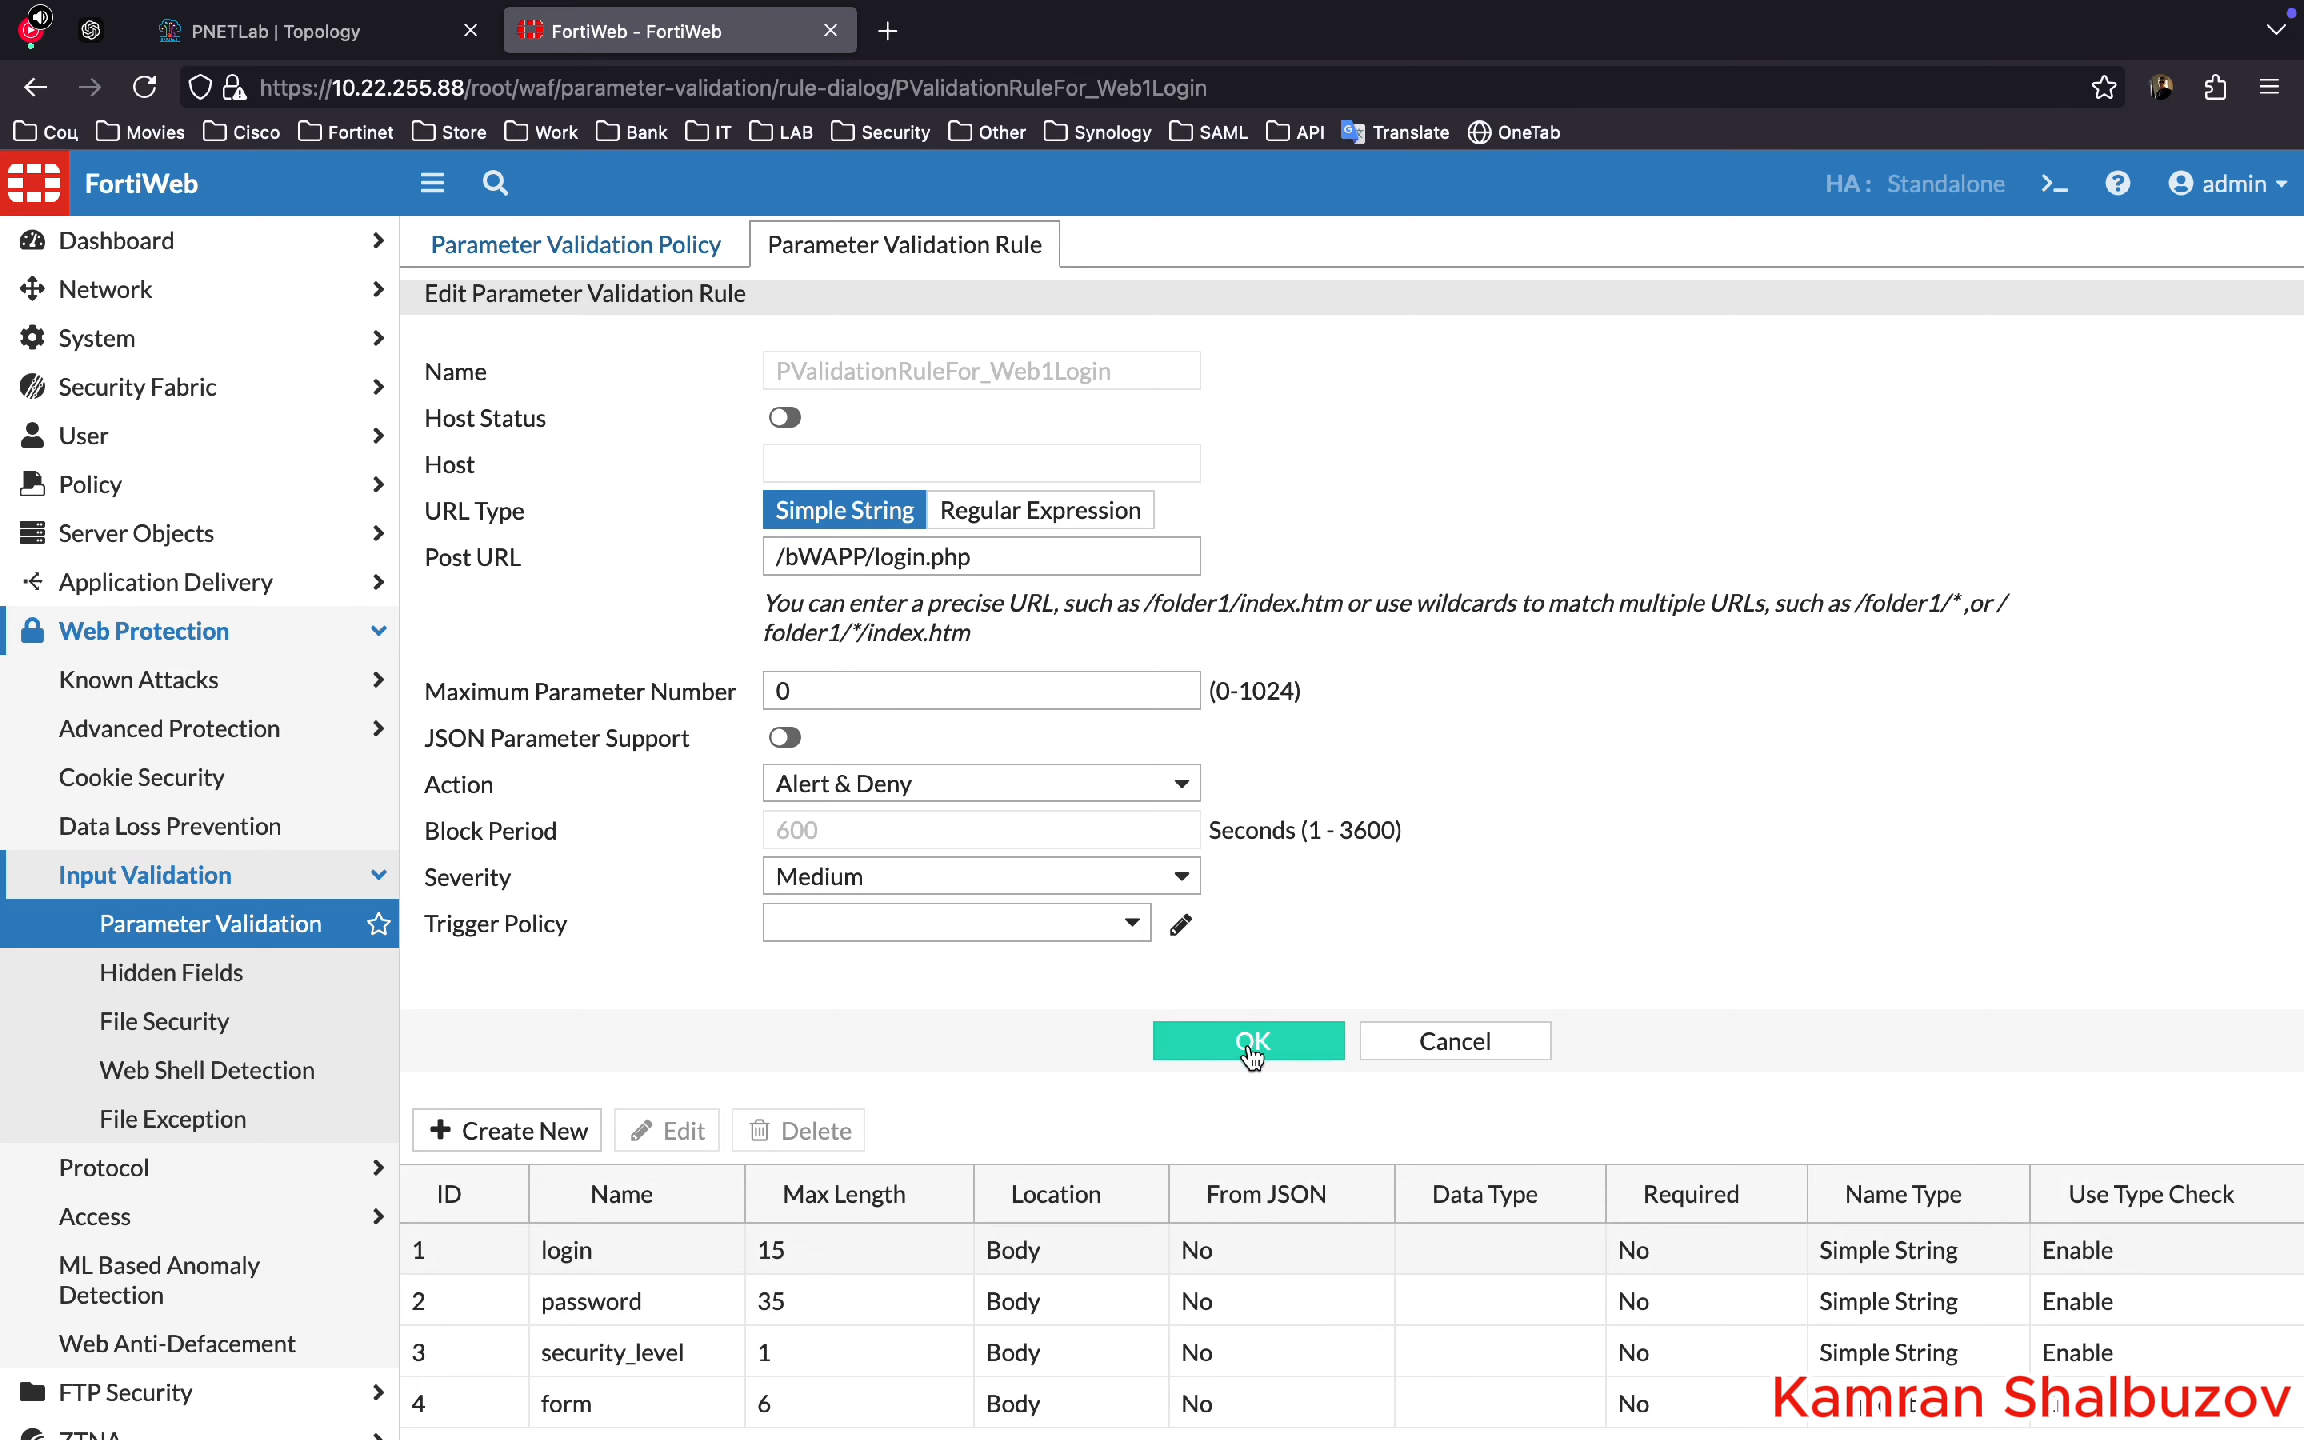 PNETLab | Topology
FortiWeb - FortiWeb
https://10.22.255.88/root/waf/parameter-validation/rule-dialog/PValidationRuleFor_Web1Login
Соц Movies Cisco Fortinet Store Work Bank IT LAB Security Other Synology SAML API Translate OneTab
FortiWeb
HA: Standalone
admin
Dashboard
Network
System
Security Fabric
User
Policy
Server Objects
Application Delivery
Web Protection
Known Attacks
Advanced Protection
Cookie Security
Data Loss Prevention
Input Validation
Parameter Validation
Hidden Fields
File Security
Web Shell Detection
File Exception
Protocol
Access
ML Based Anomaly
Detection
Web Anti-Defacement
FTP Security
ZTNA
Parameter Validation Policy
Parameter Validation Rule
Edit Parameter Validation Rule
Name PValidationRuleFor_Web1Login
Host Status
Host
URL Type Simple String Regular Expression
Post URL /bWAPP/login.php
You can enter a precise URL, such as /folder1/index.htm or use wildcards to match multiple URLs, such as /folder1/* ,or /
folder1/*/index.htm
Maximum Parameter Number 0 (0-1024)
JSON Parameter Support
Action Alert & Deny
Block Period 600 Seconds (1 - 3600)
Severity Medium
Trigger Policy
OK Cancel
Create New Edit Delete
ID Name Max Length Location From JSON Data Type Required Name Type Use Type Check
1 login 15 Body No No Simple String Enable
2 password 35 Body No No Simple String Enable
3 security_level 1 Body No No Simple String Enable
4 form 6 Body No No
Kamran Shalbuzov